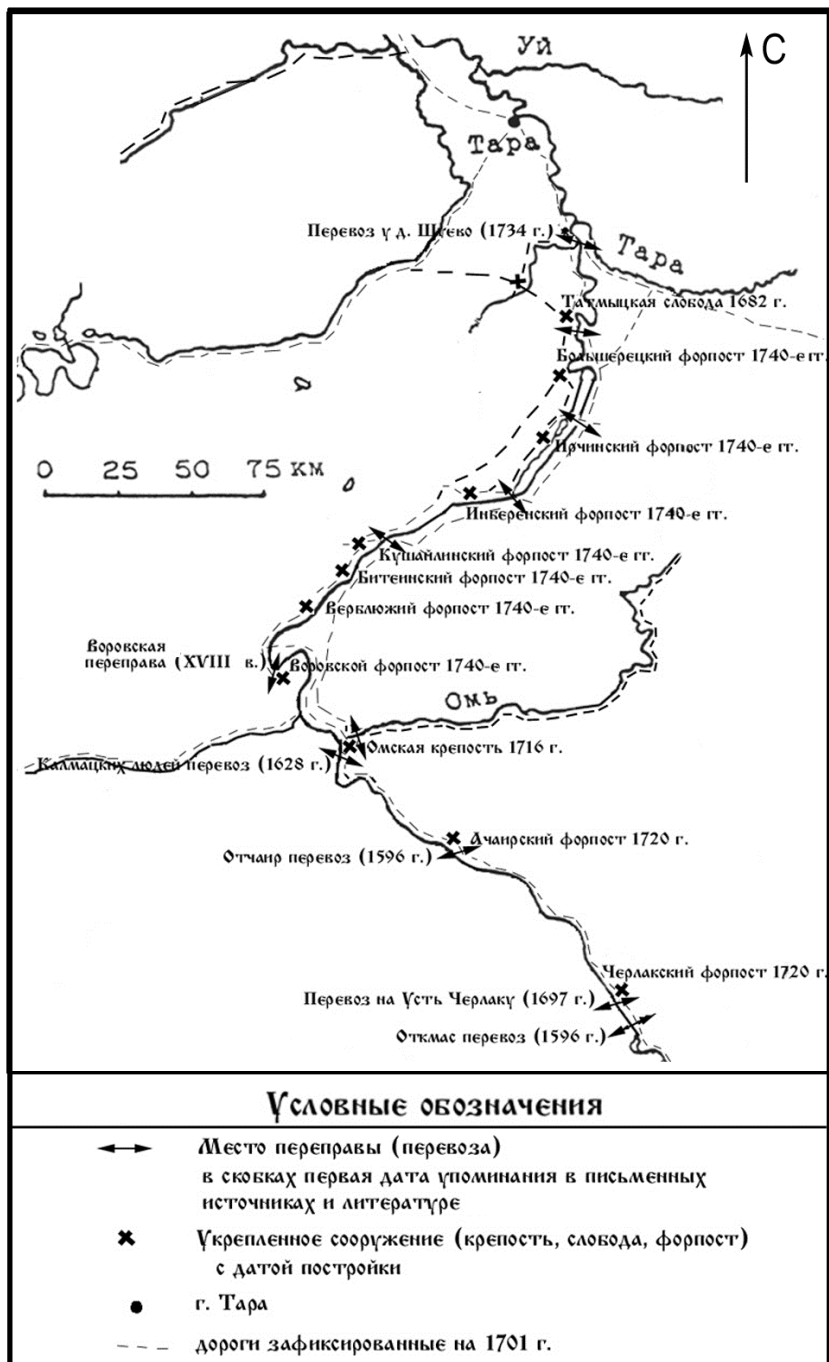 Уй
С
Тара
Перевоз у д. Шуево (1734 г.)
Тара
Татмыцкая слобода 1682 г.
Большерецкий форпост 1740-е гг.
0 25 50 75 км
Ирчинский форпост 1740-е гг.
Инберенский форпост 1740-е гг.
Кушайлинский форпост 1740-е гг.
Битеинский форпост 1740-е гг.
Верблюжий форпост 1740-е гг.
Воровская
переправа (XVIII в.)
Воровской форпост 1740-е гг.
Омь
Омская крепость 1716 г.
Калмацких людей перевоз (1628 г.)
Ачаирский форпост 1720 г.
Отчаир перевоз (1596 г.)
Черлакский форпост 1720 г.
Перевоз на Усть Черлаку (1697 г.)
Откмас перевоз (1596 г.)
Условные обозначения
Место переправы (перевоза)
в скобках первая дата упоминания в письменных
источниках и литературе
Укрепленное сооружение (крепость, слобода, форпост)
с датой постройки
г. Тара
дороги зафиксированные на 1701 г.